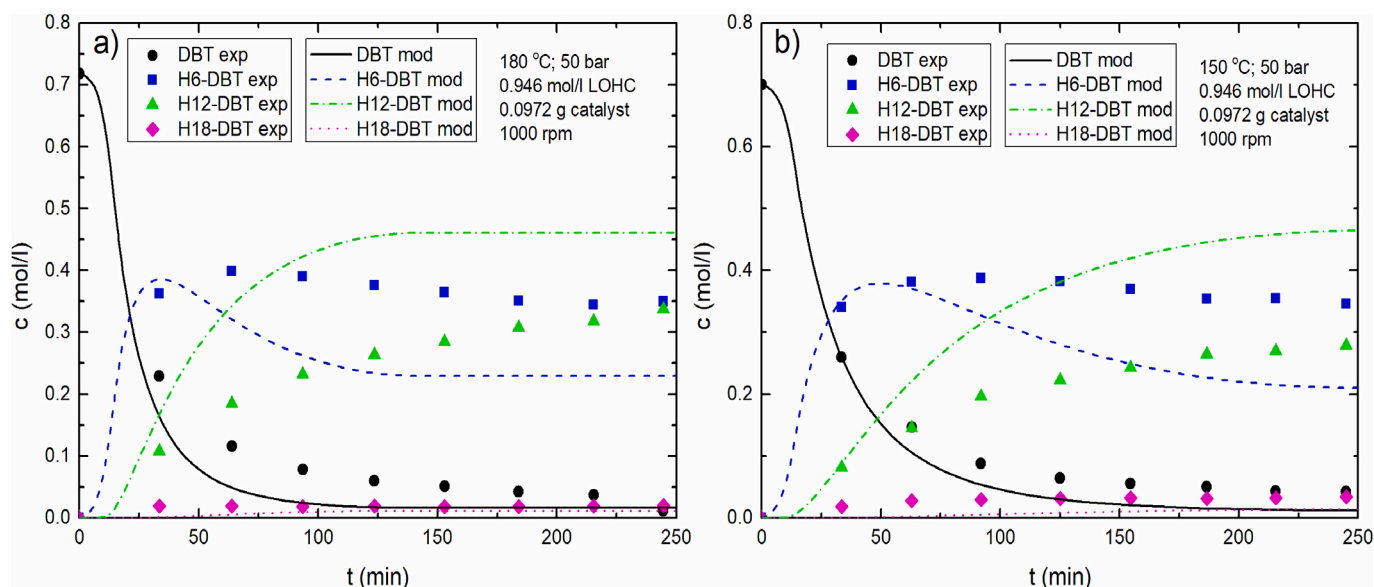 a)
DBT exp
H6-DBT exp
H12-DBT exp
H18-DBT exp
DBT mod
H6-DBT mod
H12-DBT mod
H18-DBT mod
180 °C; 50 bar
0.946 mol/l LOHC
0.0972 g catalyst
1000 rpm
0.8
0.7
0.6
0.5
0.4
0.3
0.2
0.1
0.0
c (mol/l)
0 50 100 150 200 250
t (min)
b)
DBT exp
H6-DBT exp
H12-DBT exp
H18-DBT exp
DBT mod
H6-DBT mod
H12-DBT mod
H18-DBT mod
150 °C; 50 bar
0.946 mol/l LOHC
0.0972 g catalyst
1000 rpm
0.8
0.6
0.4
0.2
0.0
c (mol/l)
0 50 100 150 200 250
t (min)